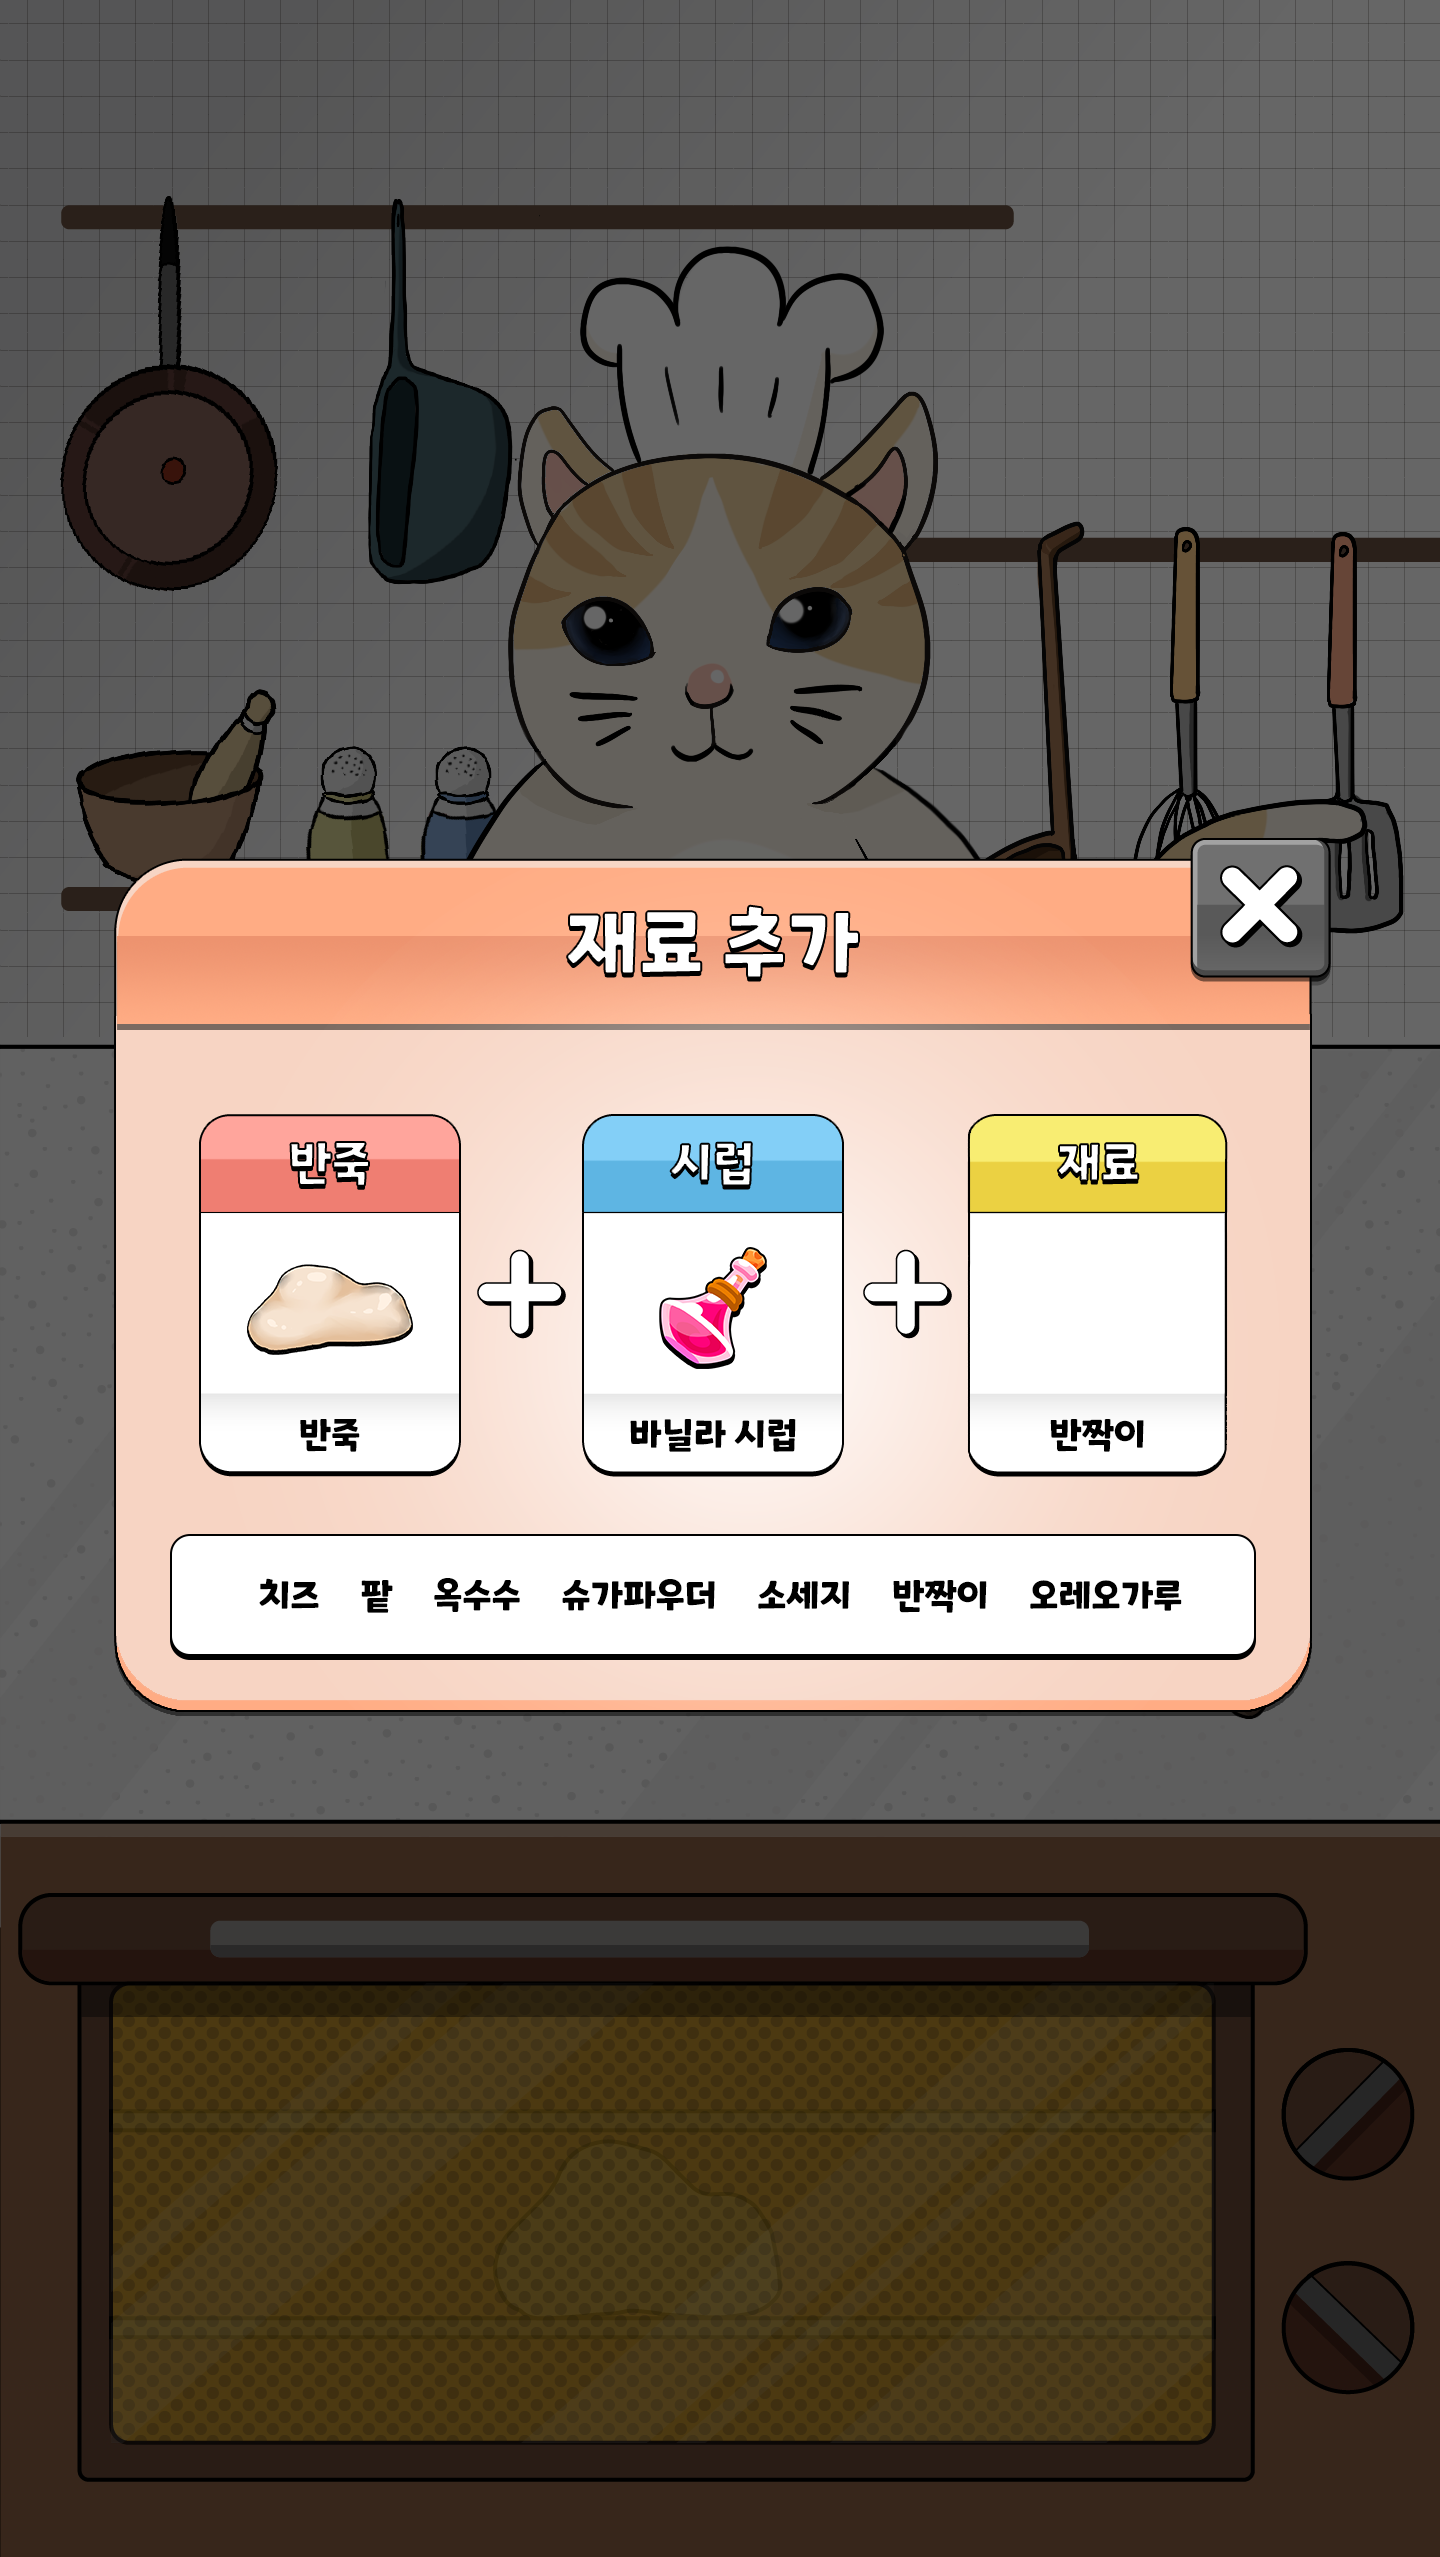 재료 추가
반죽
시럽
재료
반죽
바닐라 시럽
반짝이
치즈 팥 옥수수 슈가파우더 소세지 반짝이 오레오가루